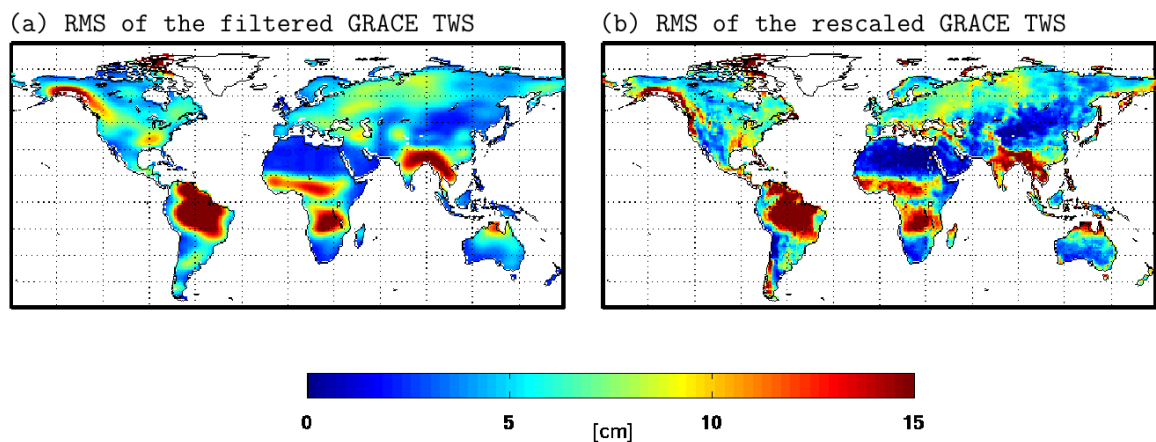 (a) RMS of the filtered GRACE TWS
(b) RMS of the rescaled GRACE TWS
0 5 10 15
[cm]